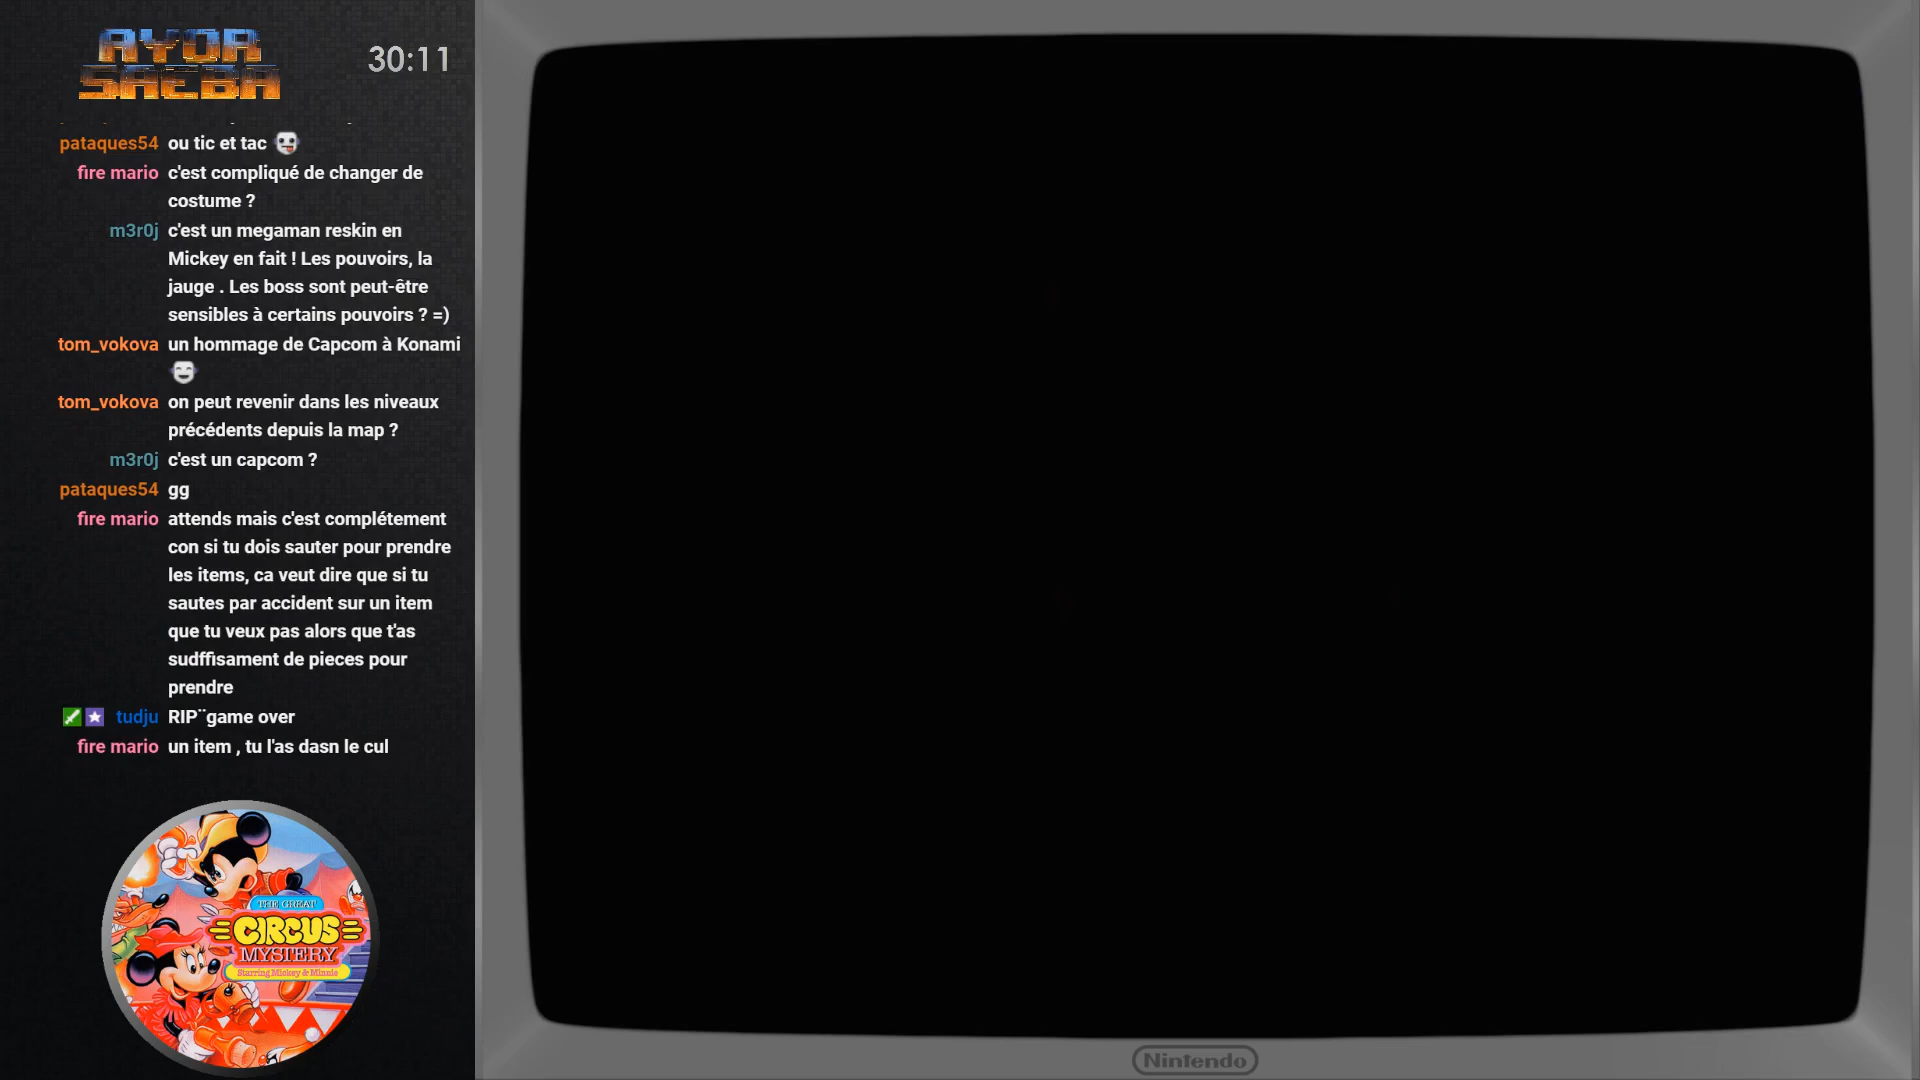 AYOR
SAEBA
30:11
pataques54 ou tic et tac
fire mario c'est compliqué de changer de
costume ?
m3r0j c'est un megaman reskin en
Mickey en fait ! Les pouvoirs, la
jauge . Les boss sont peut-être
sensibles à certains pouvoirs ? =)
tom_vokova un hommage de Capcom à Konami
tom_vokova on peut revenir dans les niveaux
précédents depuis la map ?
m3r0j c'est un capcom ?
pataques54 gg
fire mario attends mais c'est complétement
con si tu dois sauter pour prendre
les items, ca veut dire que si tu
sautes par accident sur un item
que tu veux pas alors que t'as
sudffisament de pieces pour
prendre
tudju RIP¨game over
fire mario un item , tu l'as dasn le cul
THE GREAT
CIRCUS
MYSTERY
Starring Mickey & Minnie
Nintendo